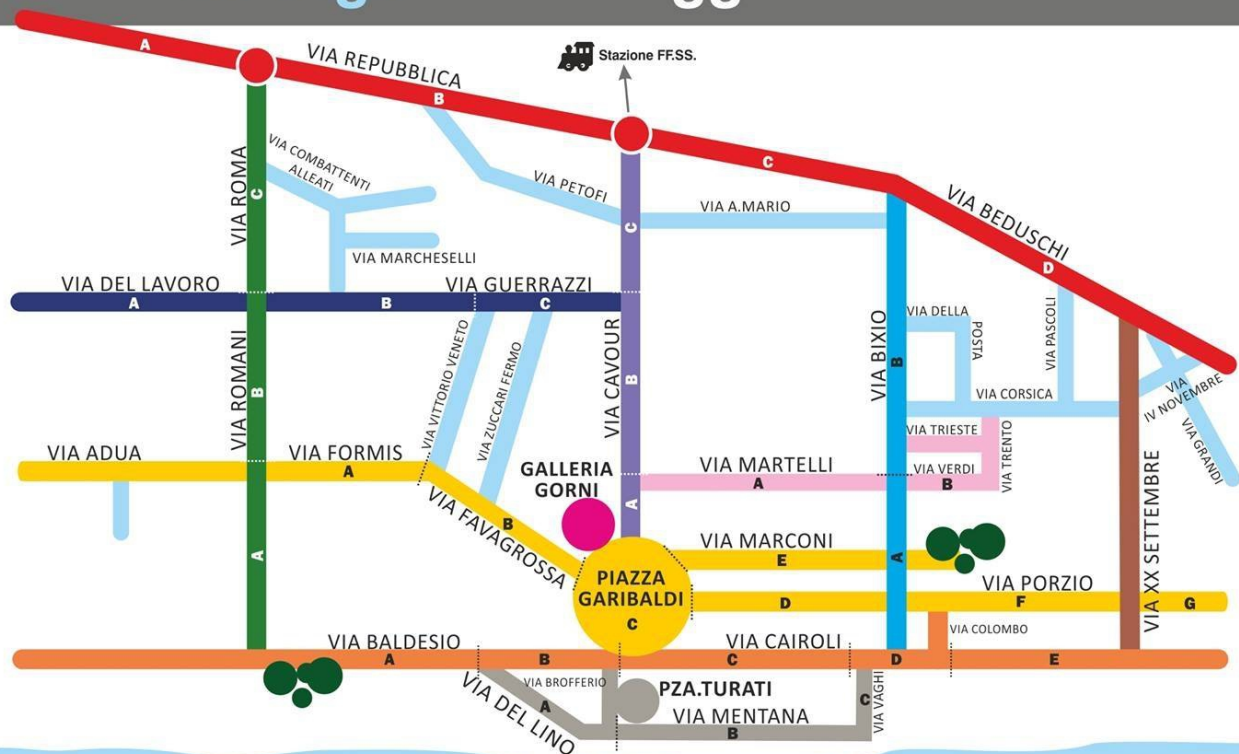 A
VIA REPUBBLICA
B
Stazione FF.SS.
C
VIA ROMA
C
VIA COMBATTENTI
ALLEATI
VIA PETOFI
C
VIA A.MARIO
VIA BEDUSCHI
D
VIA MARCHESELLI
VIA DEL LAVORO
A
B
VIA GUERRAZZI
C
VIA ROMANI
B
VIA VITTORIO VENETO
VIA ZUCCARI FERMO
VIA CAVOUR
B
VIA BIXIO
B
VIA DELLA
POSTA
VIA PASCOLI
VIA CORSICA
VIA
IV NOVEMBRE
VIA GRANDI
VIA TRIESTE
VIA VERDI
VIA TRENTO
VIA ADUA
VIA FORMIS
A
GALLERIA
GORNI
A
VIA MARTELLI
A
B
VIA XX SETTEMBRE
VIA FAVAGROSSA
B
A
VIA MARCONI
E
A
PIAZZA
GARIBALDI
C
D
VIA PORZIO
F
G
VIA COLOMBO
VIA BALDESIO
A
B
VIA CAIROLI
C
D
E
VIA DEL LINO
A
VIA BROFFERIO
PZA.TURATI
VIA MENTANA
B
C
VIA VAGHI